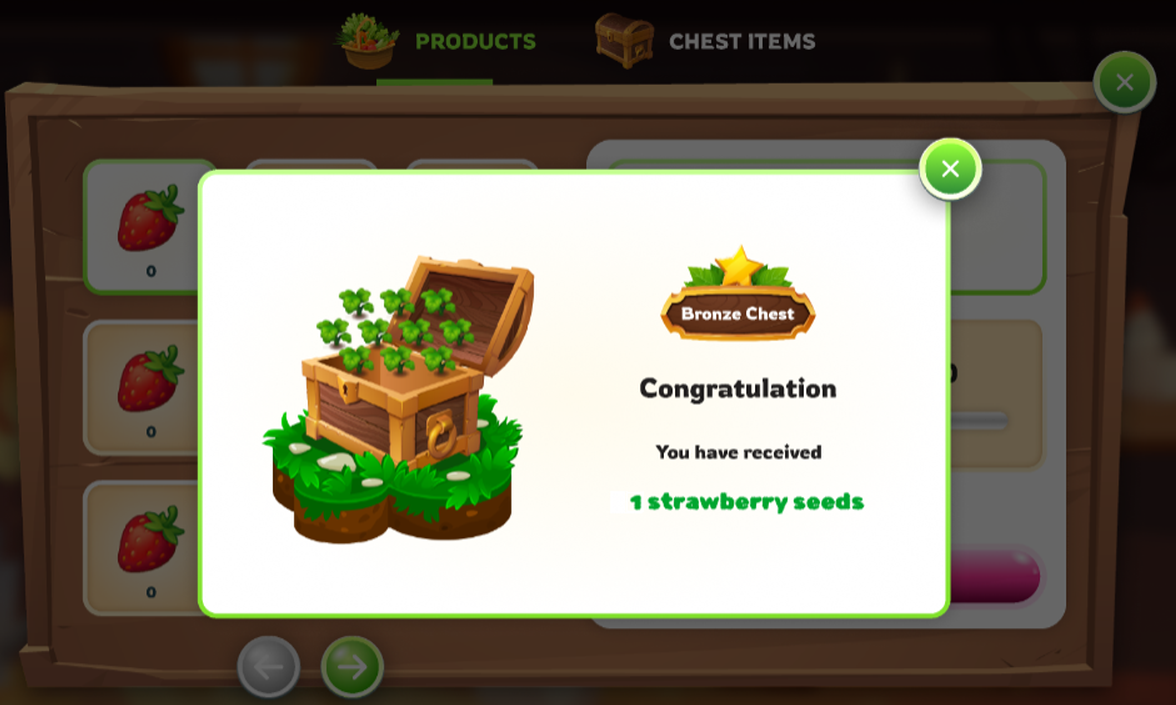 PRODUCTS
CHEST ITEMS
0
Bronze Chest
Congratulation
0
You have received
1 strawberry seeds
0